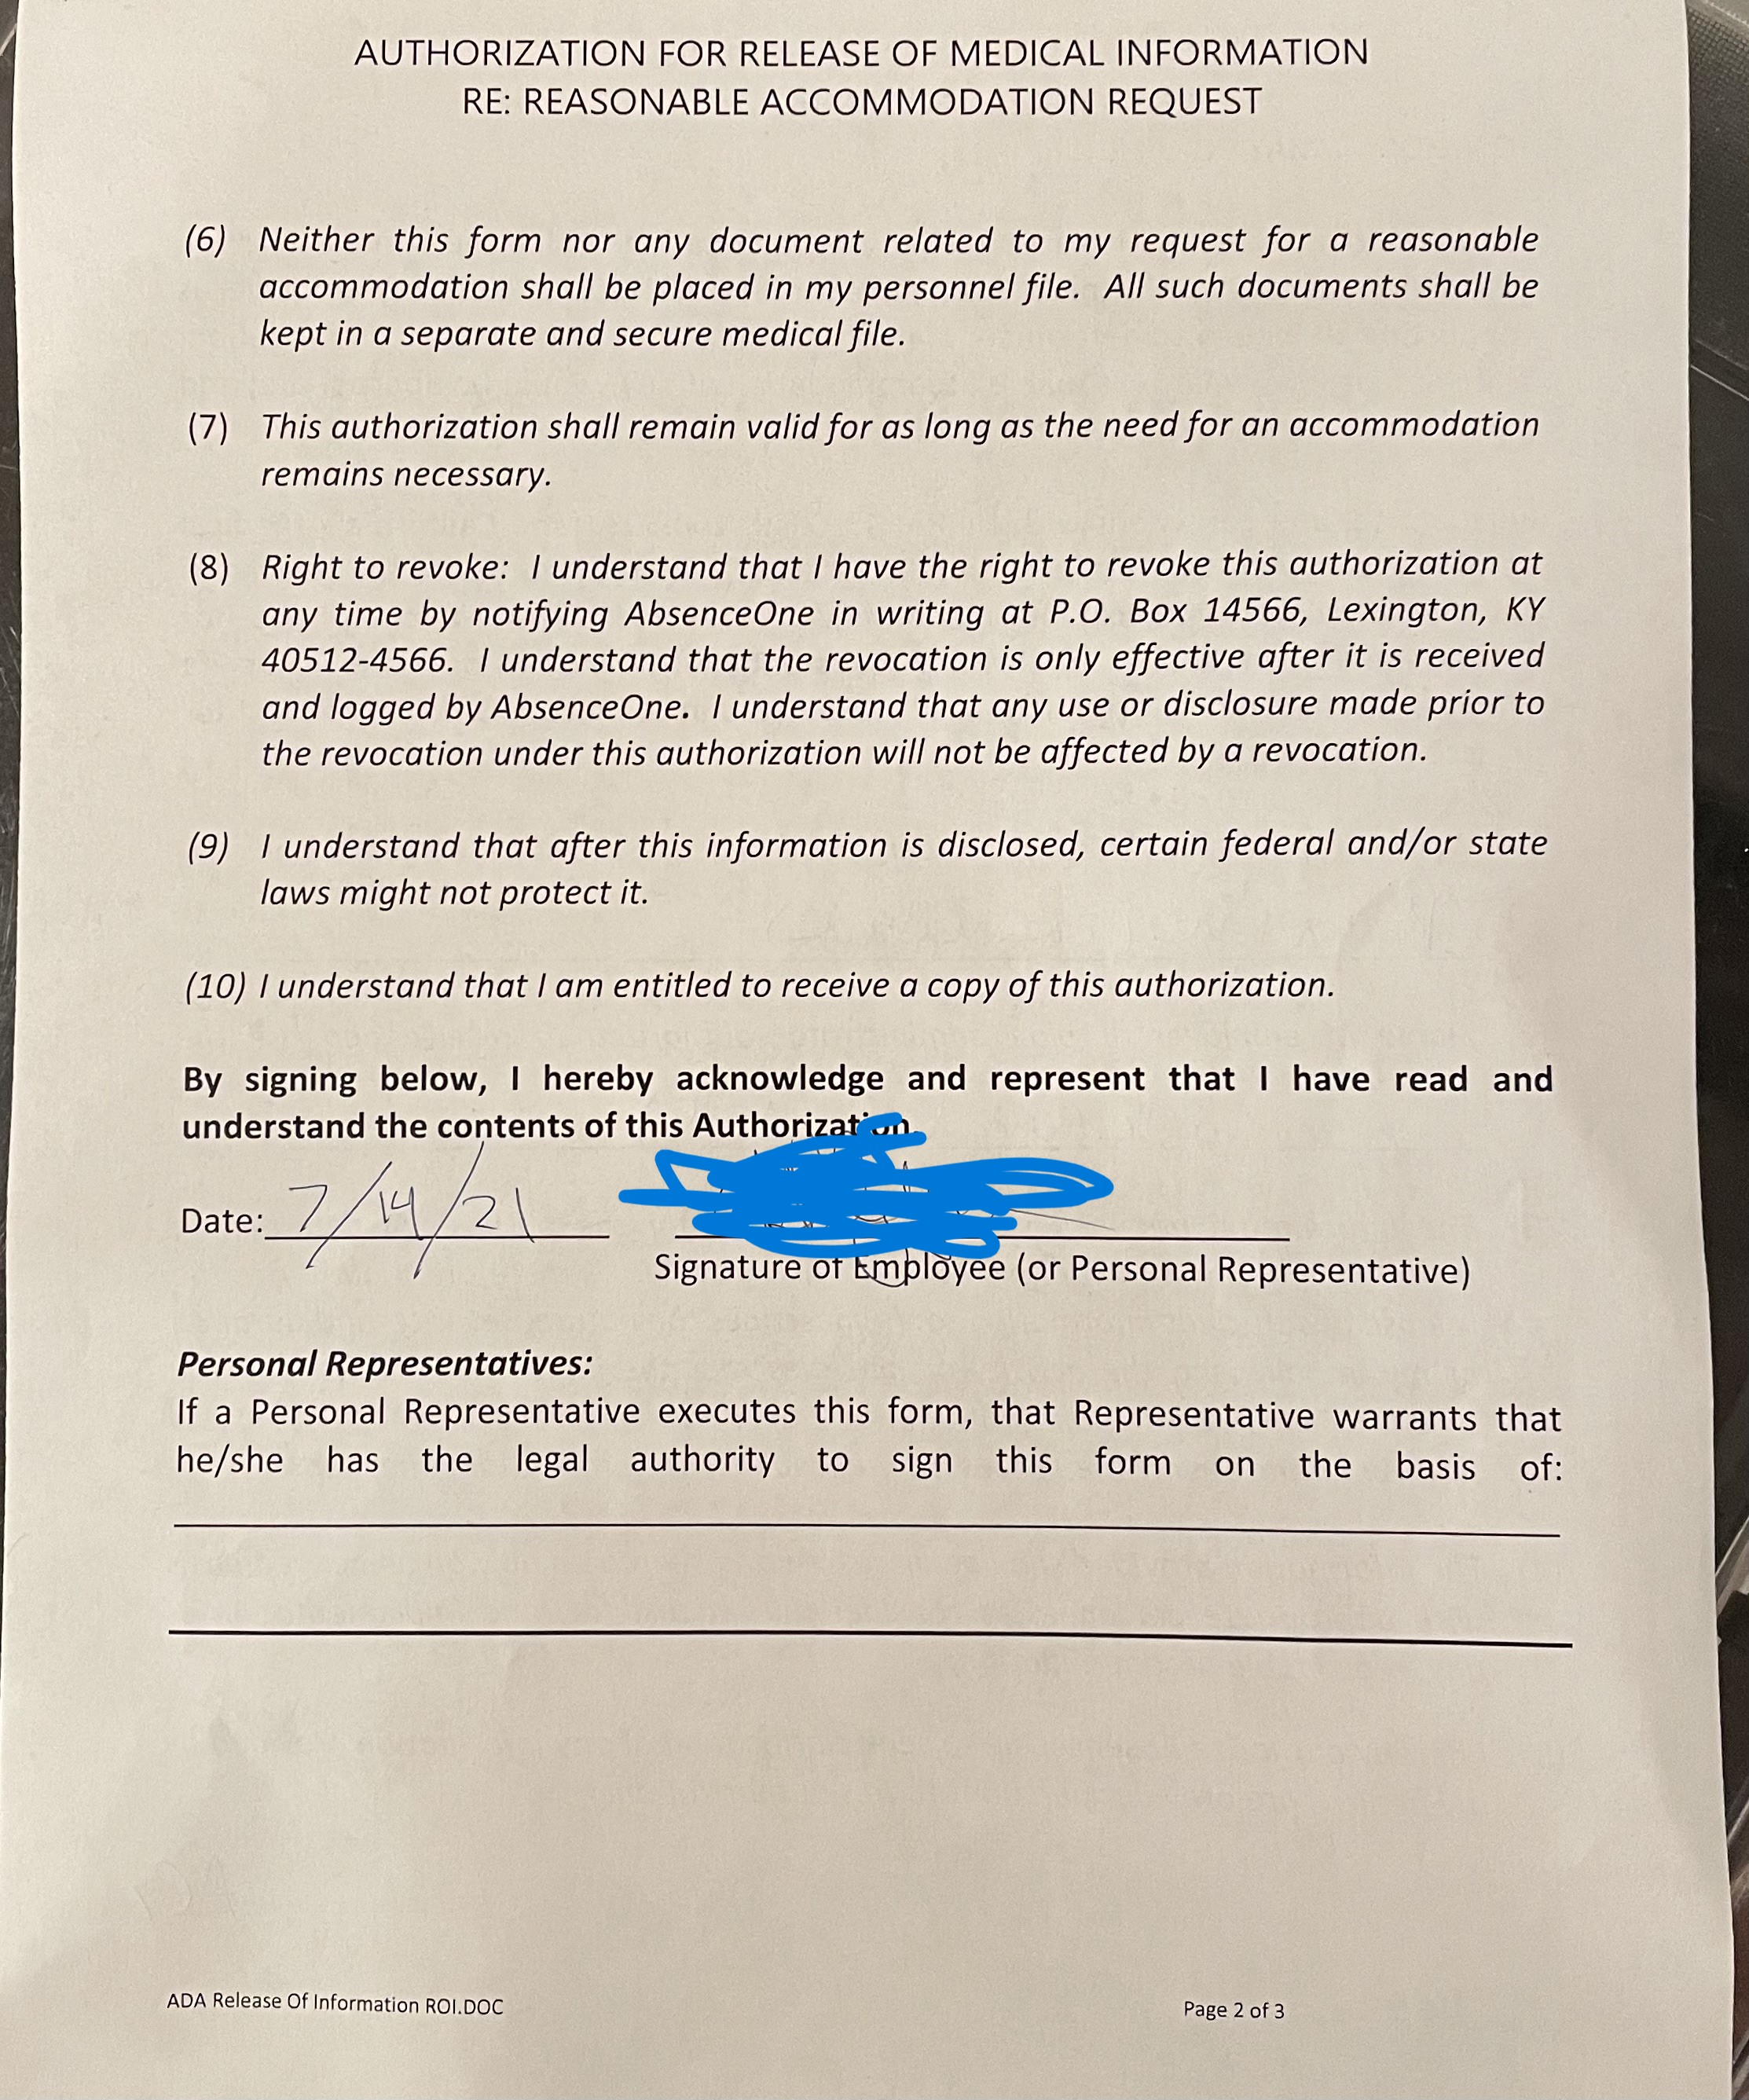 AUTHORIZATION FOR RELEASE OF MEDICAL INFORMATION
RE: REASONABLE ACCOMMODATION REQUEST
(6) Neither this form nor any document related to my request for a reasonable
accommodation shall be placed in my personnel file. All such documents shall be
kept in a separate and secure medical file.
(7) This authorization shall remain valid for as long as the need for an accommodation
remains necessary.
(8) Right to revoke: I understand that I have the right to revoke this authorization at
any time by notifying AbsenceOne in writing at P.O. Box 14566, Lexington, KY
40512-4566. I understand that the revocation is only effective after it is received
and logged by AbsenceOne. I understand that any use or disclosure made prior to
the revocation under this authorization will not be affected by a revocation.
(9) I understand that after this information is disclosed, certain federal and/or state
laws might not protect it.
(10) I understand that I am entitled to receive a copy of this authorization.
By signing below, I hereby acknowledge and represent that I have read and
understand the contents of this Authorization.
Date: 7/14/21
Signature of Employee (or Personal Representative)
Personal Representatives:
If a Personal Representative executes this form, that Representative warrants that
he/she has the legal authority to sign this form on the basis of:
ADA Release Of Information ROI.DOC
Page 2 of 3